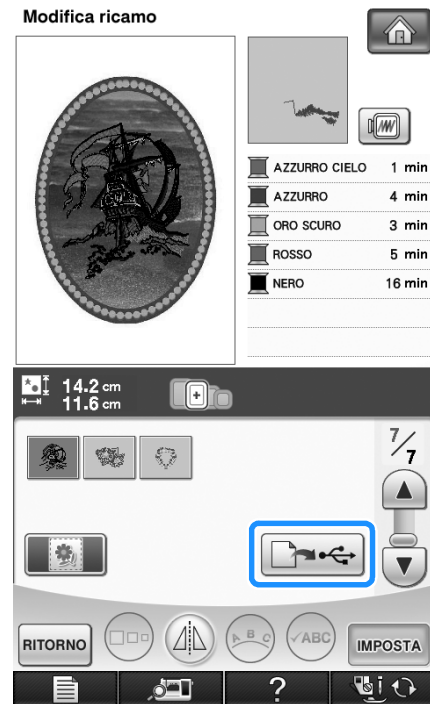 Modifica ricamo
AZZURRO CIELO 1 min
AZZURRO 4 min
ORO SCURO 3 min
ROSSO 5 min
NERO 16 min
14.2 cm
11.6 cm
7/7
RITORNO
A B C
✓ABC
IMPOSTA
?